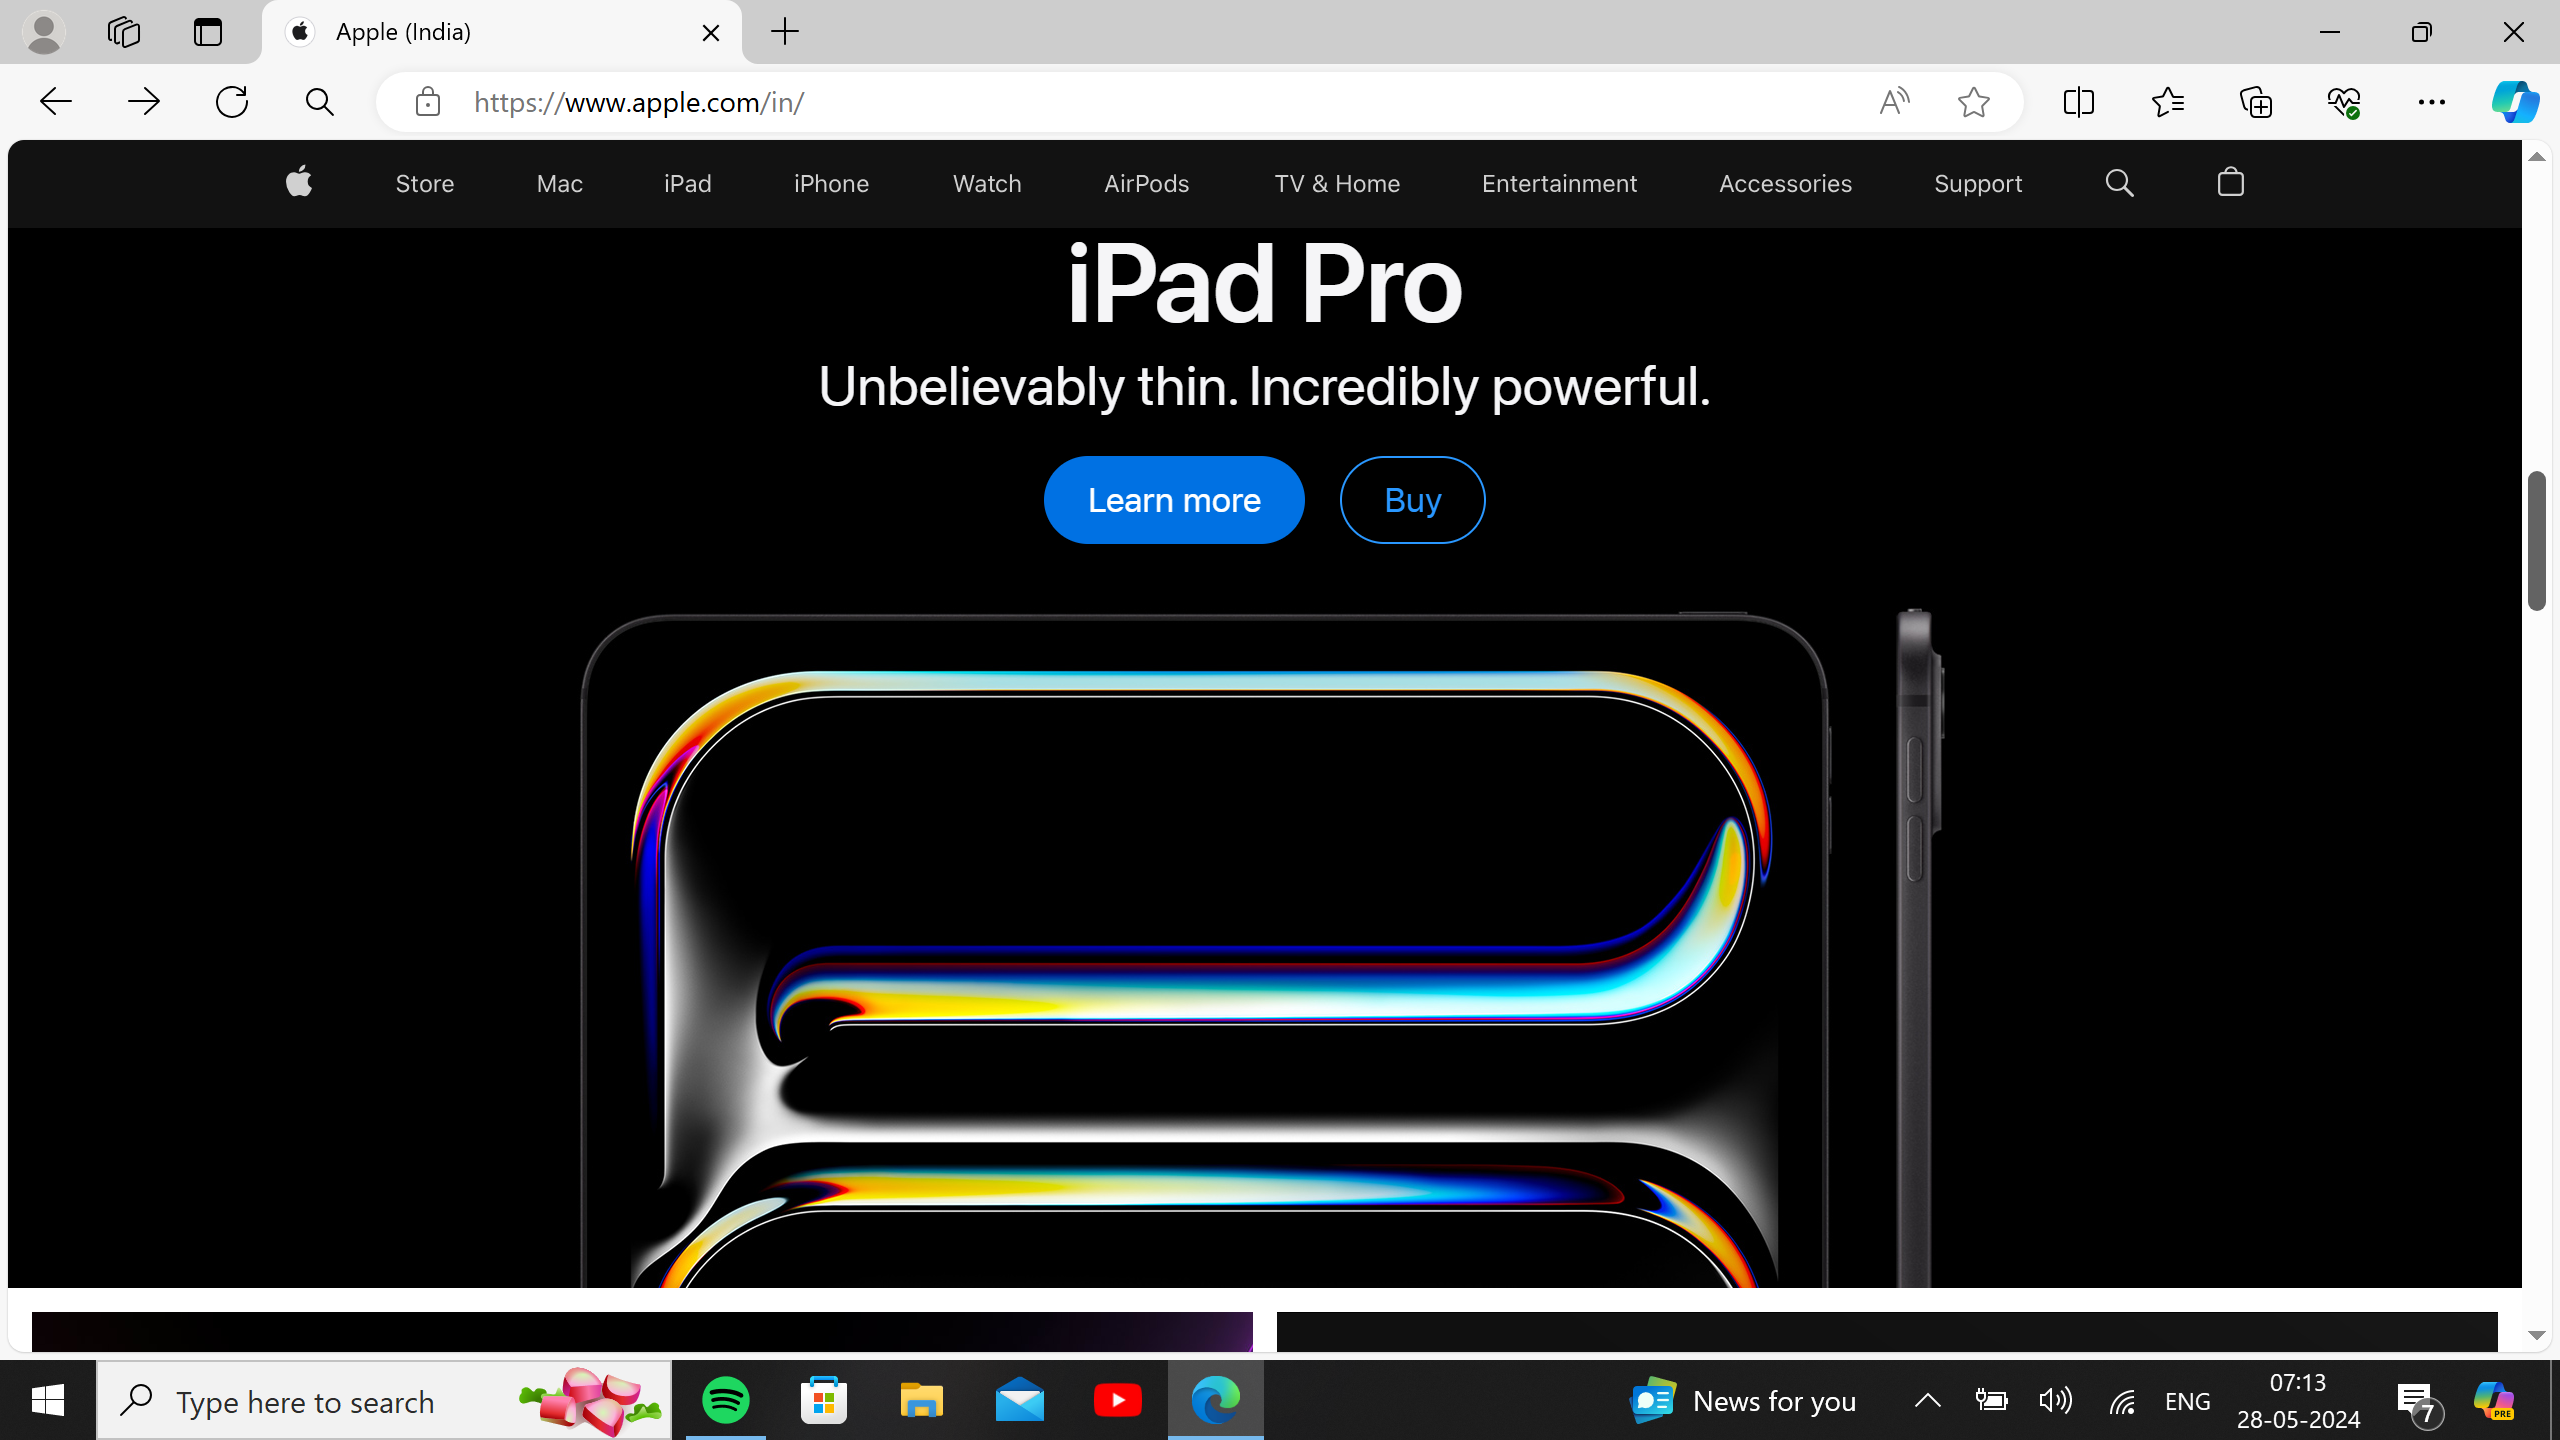 Apple (India)
https://www.apple.com/in/
Store Mac iPad iPhone Watch AirPods TV & Home Entertainment Accessories Support
iPad Pro
Unbelievably thin. Incredibly powerful.
Learn more Buy
Type here to search
News for you
ENG
07:13
28-05-2024
7
PRE